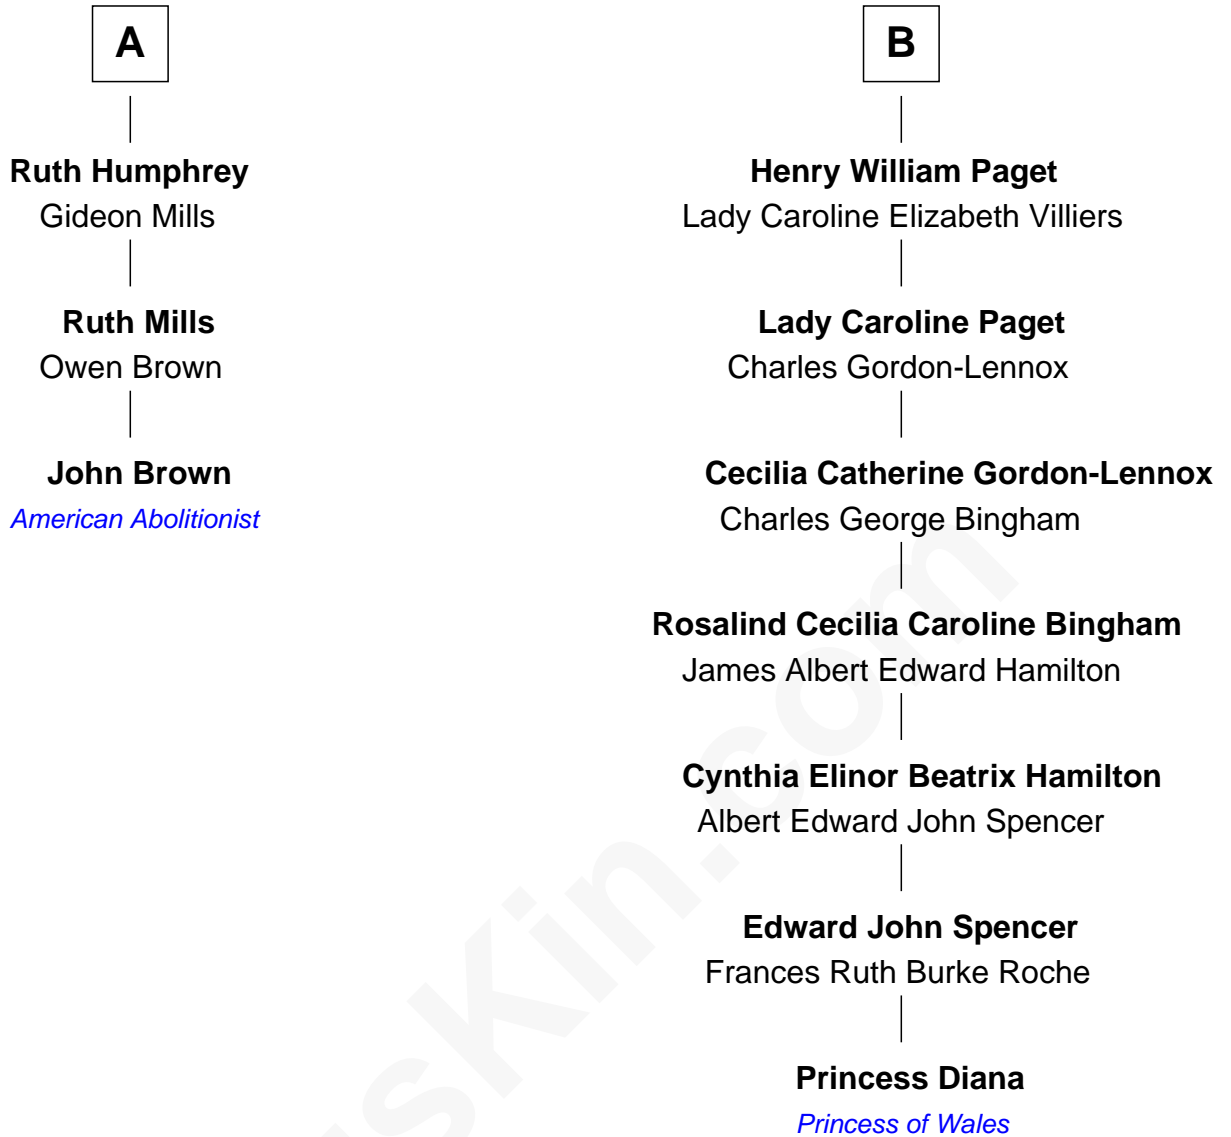 A
Ruth Humphrey
Gideon Mills
Ruth Mills
Owen Brown
John Brown
American Abolitionist
B
Henry William Paget
Lady Caroline Elizabeth Villiers
Lady Caroline Paget
Charles Gordon-Lennox
Cecilia Catherine Gordon-Lennox
Charles George Bingham
Rosalind Cecilia Caroline Bingham
James Albert Edward Hamilton
Cynthia Elinor Beatrix Hamilton
Albert Edward John Spencer
Edward John Spencer
Frances Ruth Burke Roche
Princess Diana
Princess of Wales
sKin.com